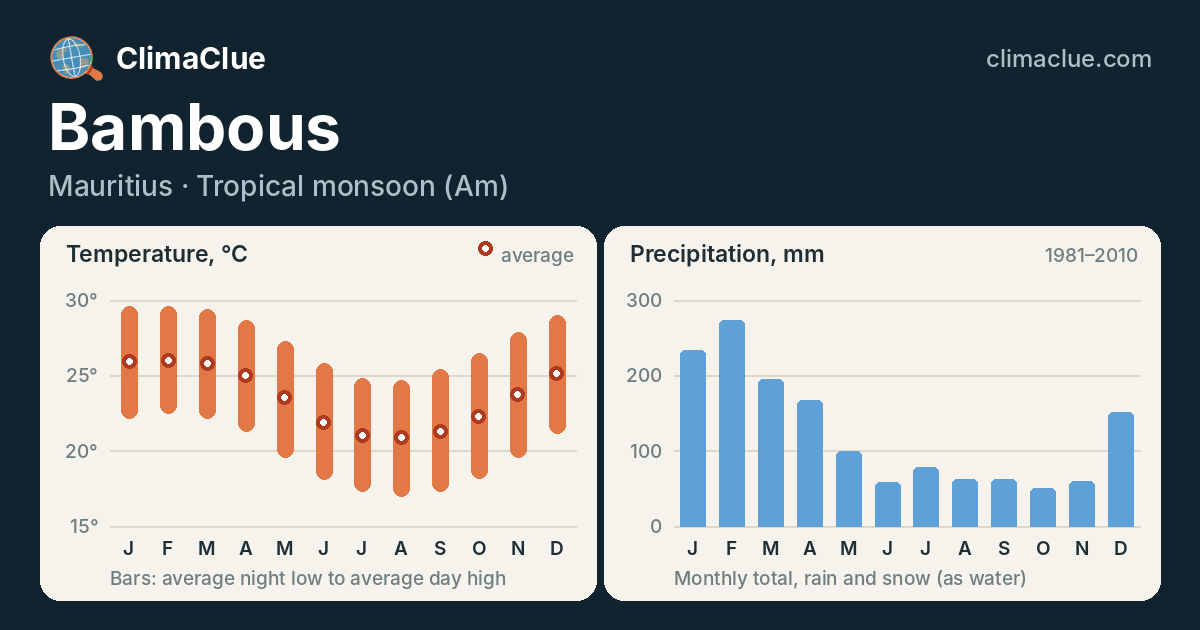 ClimaClue
climaclue.com
Bambous
Mauritius · Tropical monsoon (Am)
Temperature, °C
average
30°
25°
20°
15°
J F M A M J J A S O N D
Bars: average night low to average day high
Precipitation, mm
1981–2010
300
200
100
0
J F M A M J J A S O N D
Monthly total, rain and snow (as water)